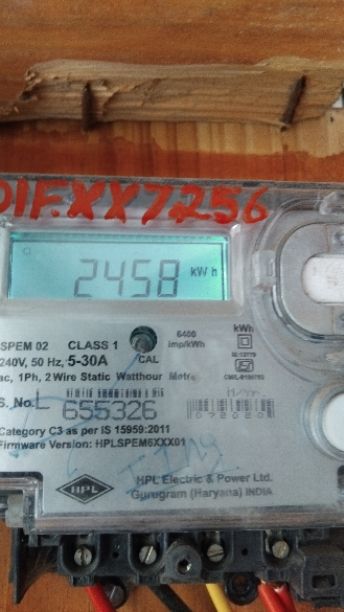 DIF.XX7256
2458 kWh
SPEM 02 CLASS 1
6400 imp/kWh
kWh
240V, 50 Hz, 5-30A CAL
ac, 1Ph, 2 Wire Static Watthour Metre
S. No. L 655326
Category C3 as per IS 15959:2011
Firmware Version: HPLSPEM6XXX01
HPL
HPL Electric & Power Ltd.
Gurugram (Haryana) INDIA